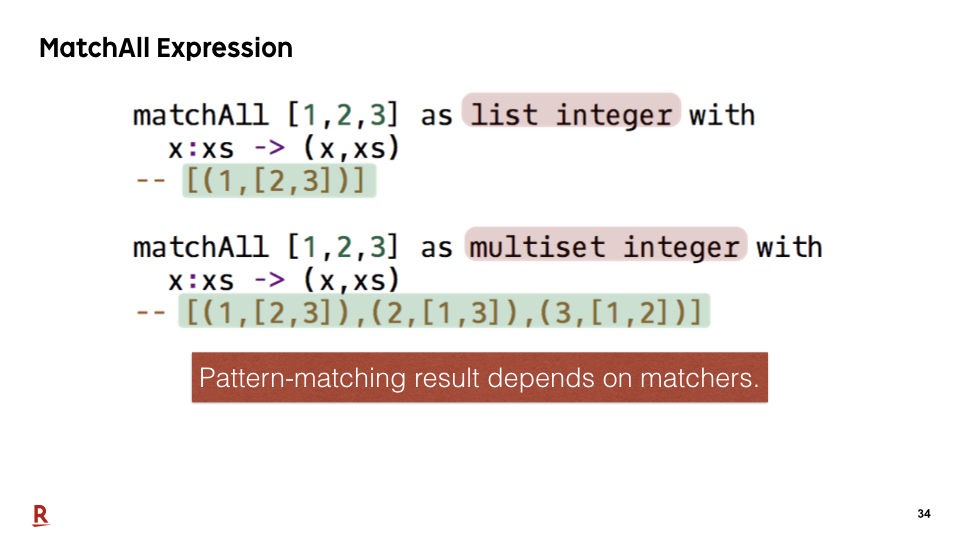 MatchAll Expression
matchAll [1,2,3] as list integer with
x:xs -> (x,xs)
-- [(1,[2,3])]
matchAll [1,2,3] as multiset integer with
x:xs -> (x,xs)
-- [(1,[2,3]),(2,[1,3]),(3,[1,2])]
Pattern-matching result depends on matchers.
R
34